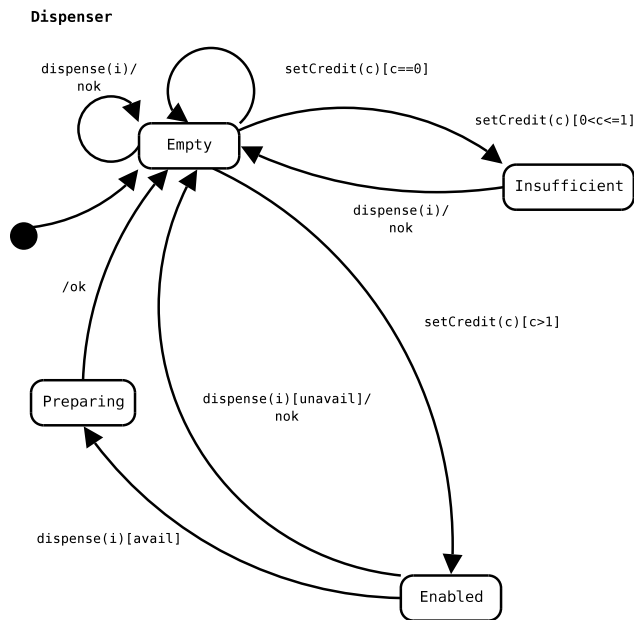 Dispenser
dispense(i)/
nok
setCredit(c)[c==0]
setCredit(c)[0<c<=1]
Empty
Insufficient
dispense(i)/
nok
/ok
setCredit(c)[c>1]
Preparing
dispense(i)[unavail]/
nok
dispense(i)[avail]
Enabled